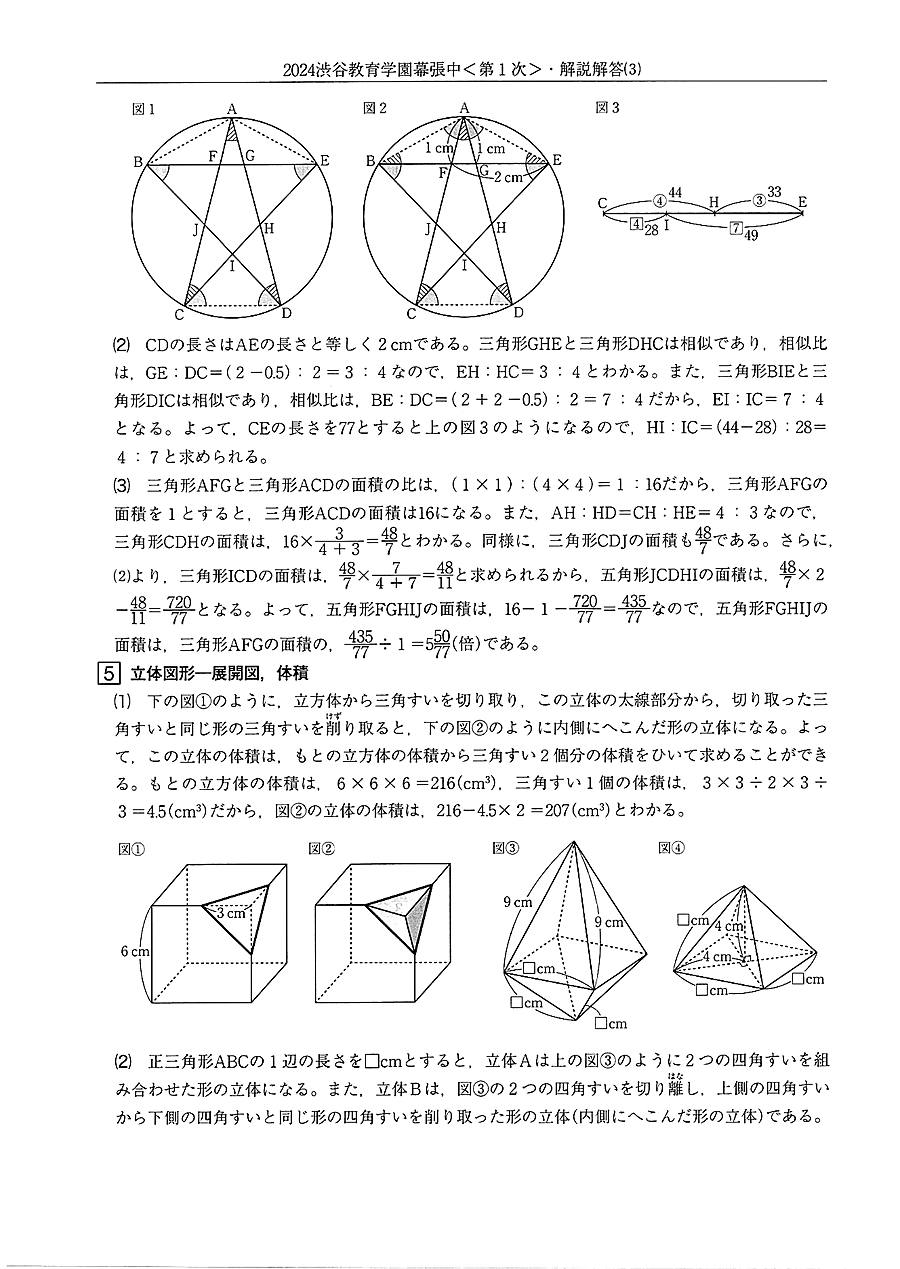 2024渋谷教育学園幕張中＜第1次＞・解説解答(3)
図1
A
B
F
G
E
J
H
I
C
D
図2
A
1 cm
1 cm
B
F
G
E
2 cm
J
H
I
C
D
図3
44
33
C
④
H
③
E
4
28
I
7
49
(2) CDの長さはAEの長さと等しく2cmである。三角形GHEと三角形DHCは相似であり，相似比
は，GE：DC＝(2－0.5)：2＝3：4なので，EH：HC＝3：4とわかる。また，三角形BIEと三
角形DICは相似であり，相似比は，BE：DC＝(2＋2－0.5)：2＝7：4だから，EI：IC＝7：4
となる。よって，CEの長さを77とすると上の図3のようになるので，HI：IC＝(44－28)：28＝
4：7と求められる。
(3) 三角形AFGと三角形ACDの面積の比は，(1×1)：(4×4)＝1：16だから，三角形AFGの
面積を1とすると，三角形ACDの面積は16になる。また，AH：HD＝CH：HE＝4：3なので，
三角形CDHの面積は，16×3/(4＋3)＝48/7とわかる。同様に，三角形CDJの面積も48/7である。さらに，
(2)より，三角形ICDの面積は，48/7×7/(4＋7)＝48/11と求められるから，五角形JCDHIの面積は，48/7×2
－48/11＝720/77となる。よって，五角形FGHIJの面積は，16－1－720/77＝435/77なので，五角形FGHIJの
面積は，三角形AFGの面積の，435/77÷1＝5 50/77(倍)である。
5 立体図形―展開図，体積
(1) 下の図①のように，立方体から三角すいを切り取り，この立体の太線部分から，切り取った三
角すいと同じ形の三角すいを削り取ると，下の図②のように内側にへこんだ形の立体になる。よっ
けず
て，この立体の体積は，もとの立方体の体積から三角すい2個分の体積をひいて求めることができ
る。もとの立方体の体積は，6×6×6＝216(cm³)，三角すい1個の体積は，3×3÷2×3÷
3＝4.5(cm³)だから，図②の立体の体積は，216－4.5×2＝207(cm³)とわかる。
図①
3 cm
6 cm
図②
図③
9 cm
9 cm
□cm
□cm
□cm
図④
□cm
4 cm
4 cm
□cm
□cm
(2) 正三角形ABCの1辺の長さを□cmとすると，立体Aは上の図③のように2つの四角すいを組
み合わせた形の立体になる。また，立体Bは，図③の2つの四角すいを切り離し，上側の四角すい
はな
から下側の四角すいと同じ形の四角すいを削り取った形の立体(内側にへこんだ形の立体)である。